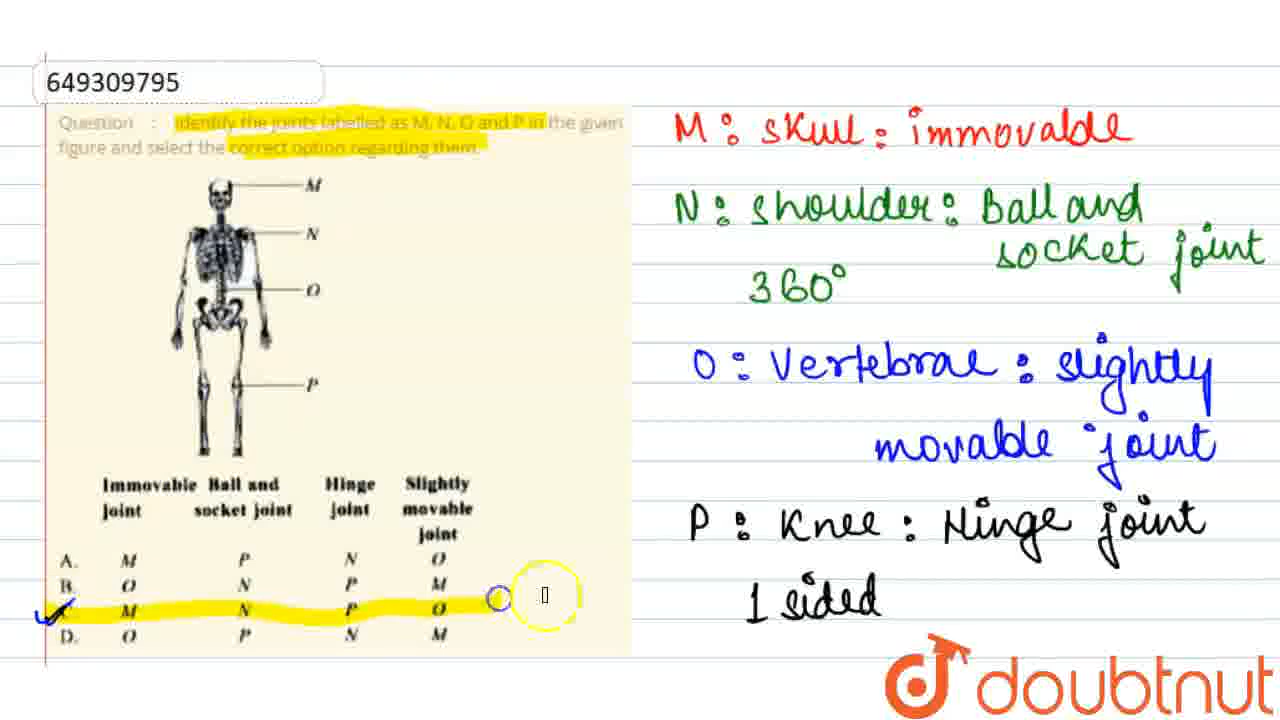 649309795
Question : Identify the joints labelled as M, N, O and P in the given
figure and select the correct option regarding them.
M
N
O
P
Immovable Ball and Hinge Slightly
joint socket joint joint movable
joint
A. M P N O
B. O N P M
M N P O
D. O P N M
M : skull : immovable
N : shoulder : Ball and
socket joint
360°
O : Vertebrae : slightly
movable joint
P : Knee : Hinge joint
1 sided
doubtnut